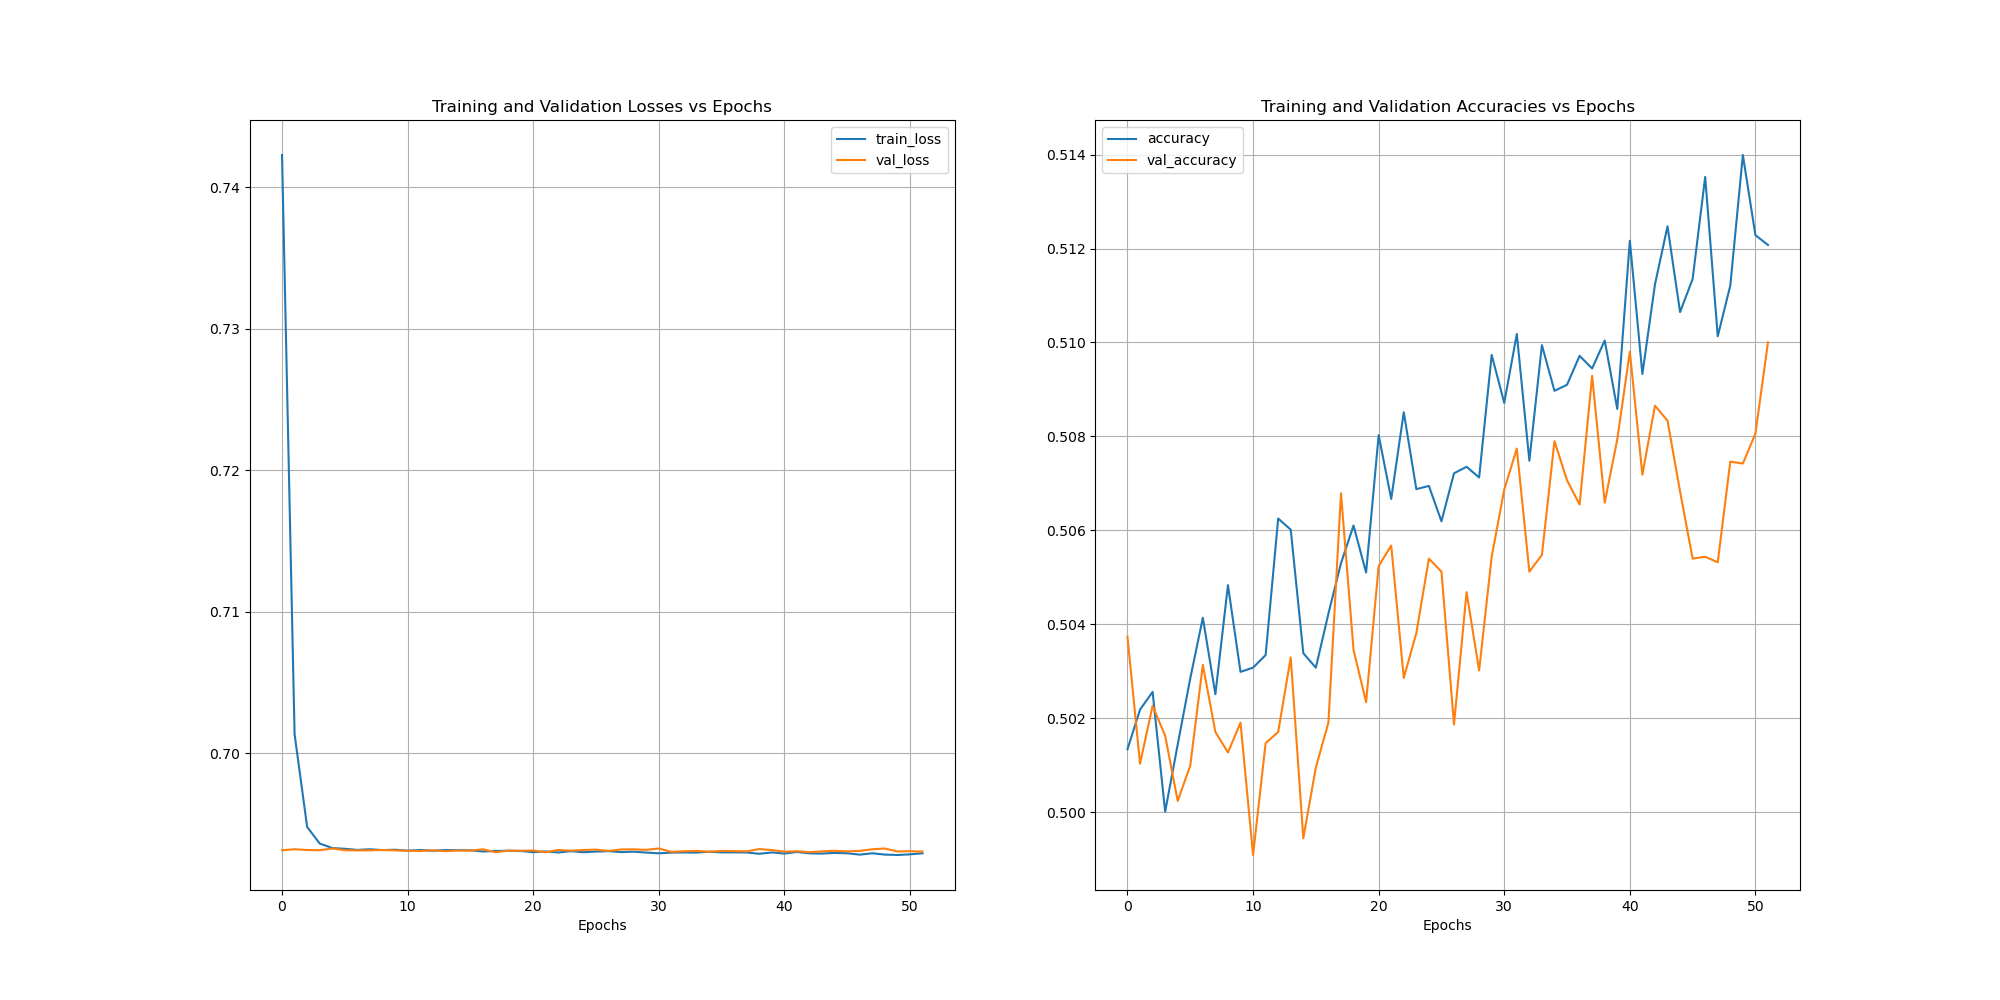 Training and Validation Losses vs Epochs
train_loss
val_loss
0.74
0.73
0.72
0.71
0.70
0 10 20 30 40 50
Epochs
Training and Validation Accuracies vs Epochs
accuracy
val_accuracy
0.514
0.512
0.510
0.508
0.506
0.504
0.502
0.500
0 10 20 30 40 50
Epochs